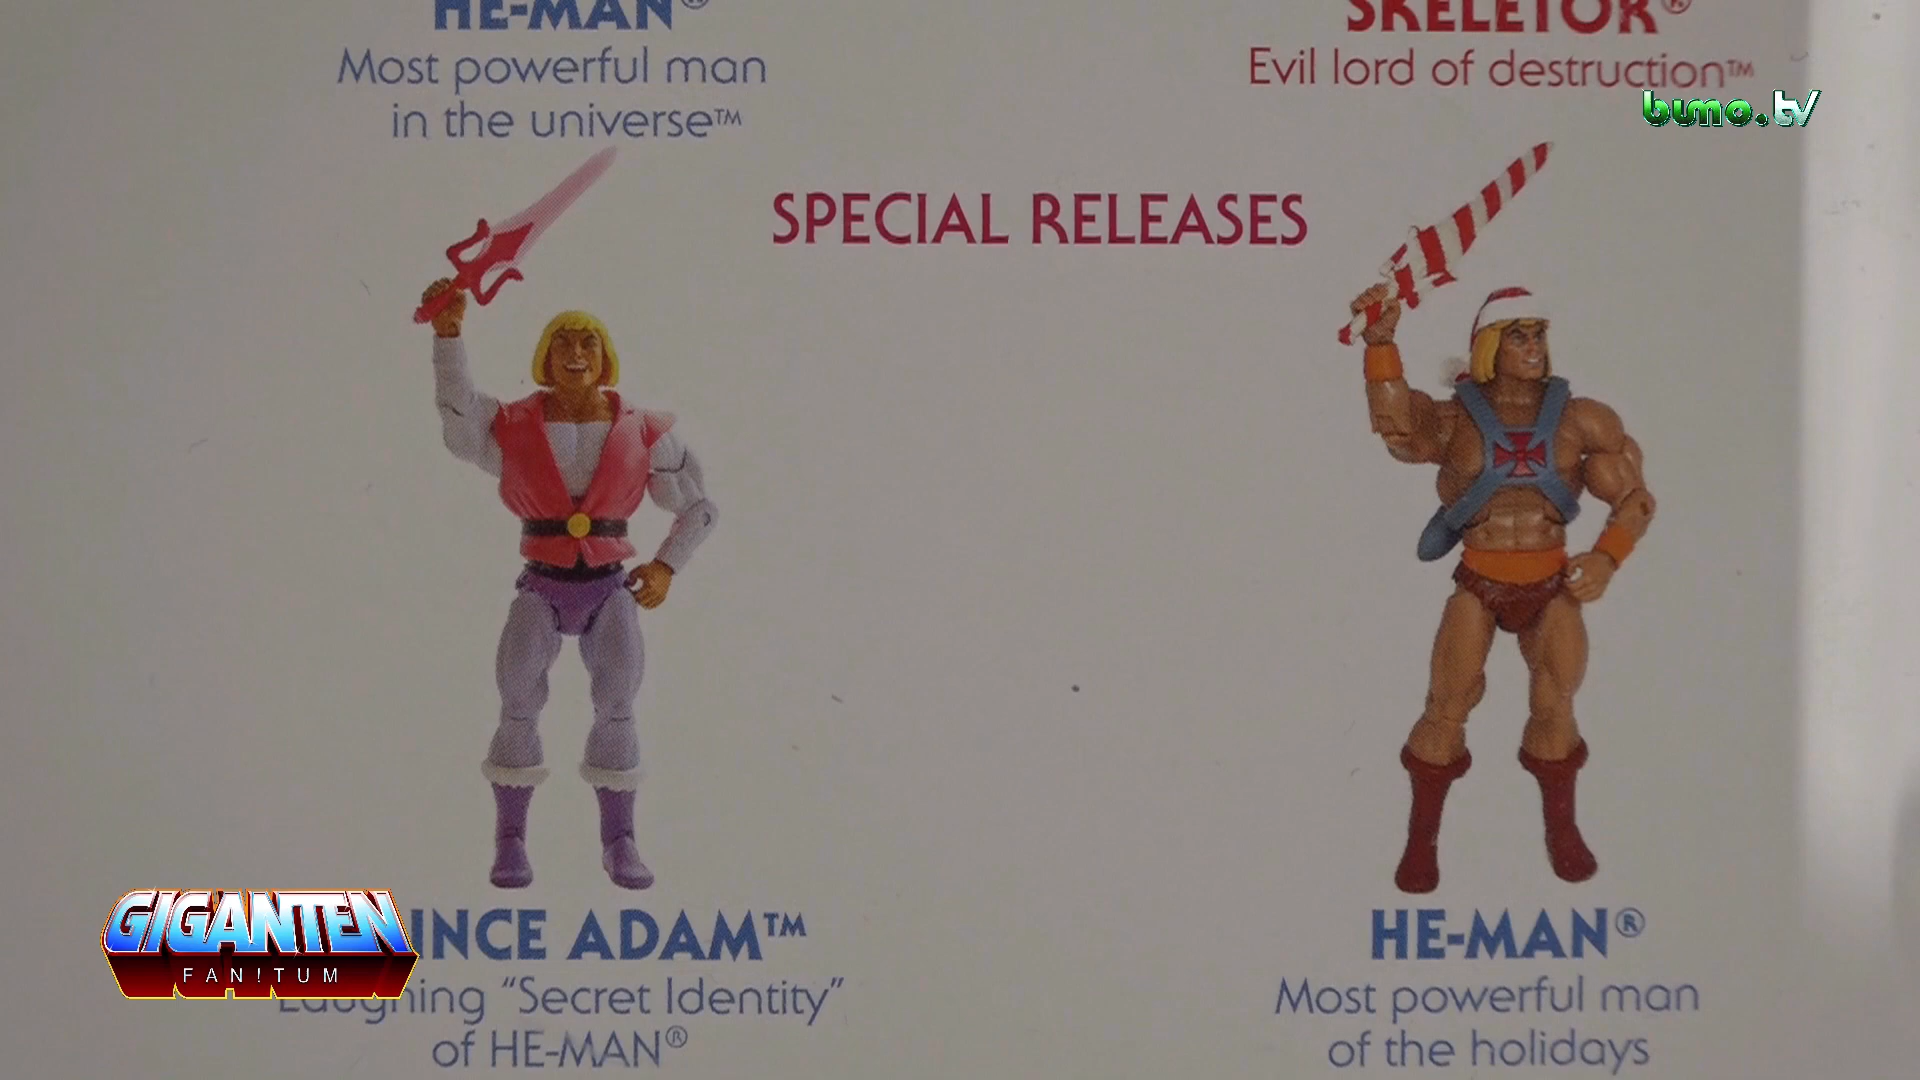 HE-MAN® SKELETOR®
Most powerful man
in the universe™
Evil lord of destruction™
bumo.tv
SPECIAL RELEASES
INCE ADAM™
"Secret Identity"
of HE-MAN®
HE-MAN®
Most powerful man
of the holidays
GIGANTEN
FAN!TUM